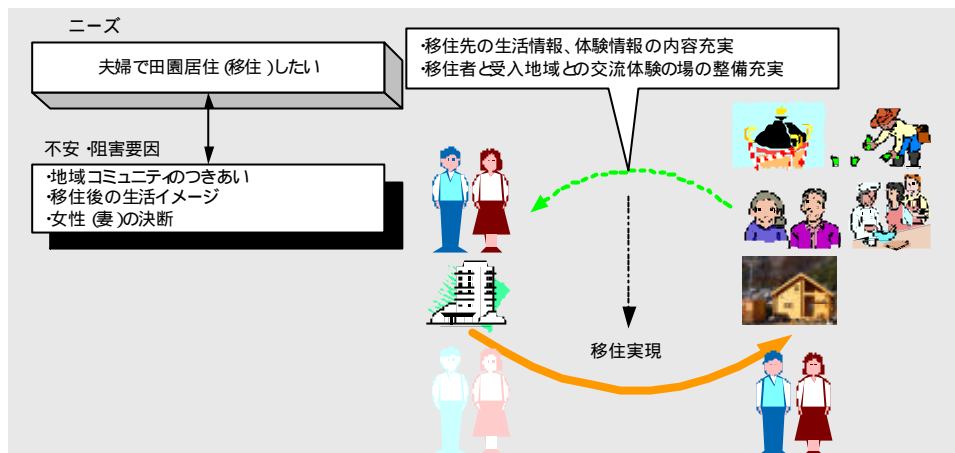 ニーズ
夫婦で田園居住(移住)したい
・移住先の生活情報、体験情報の内容充実
・移住者と受入地域との交流体験の場の整備充実
不安・阻害要因
・地域コミュニティのつきあい
・移住後の生活イメージ
・女性(妻)の決断
移住実現